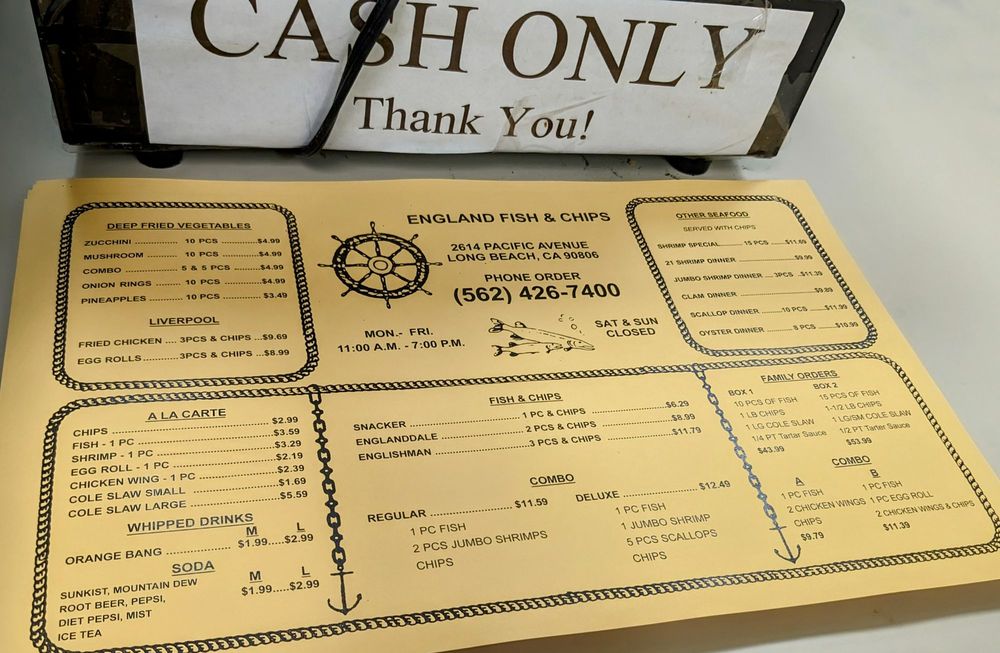 CASH ONLY
Thank You!
DEEP FRIED VEGETABLES
ZUCCHINI .............. 10 PCS ............$4.99
MUSHROOM .............. 10 PCS ............$4.99
COMBO .............. 5 & 5 PCS .........$4.99
ONION RINGS ........ 10 PCS ............$4.99
PINEAPPLES .......... 10 PCS ............$3.49
LIVERPOOL
FRIED CHICKEN .... 3PCS & CHIPS ...$9.69
EGG ROLLS...........3PCS & CHIPS ...$8.99
ENGLAND FISH & CHIPS
2614 PACIFIC AVENUE
LONG BEACH, CA 90806
PHONE ORDER
(562) 426-7400
MON.- FRI.
11:00 A.M. - 7:00 P.M.
SAT & SUN
CLOSED
OTHER SEAFOOD
SERVED WITH CHIPS
SHRIMP SPECIAL........15 PCS ....$11.69
21 SHRIMP DINNER ....................$9.99
JUMBO SHRIMP DINNER ...3PCS ..$11.39
CLAM DINNER ..........................$9.89
SCALLOP DINNER ........10 PCS .....$11.99
OYSTER DINNER ........ PCS ......$10.99
A LA CARTE
CHIPS ..............................$2.99
FISH - 1 PC ..............................$3.59
SHRIMP - 1 PC ..............................$3.29
EGG ROLL - 1 PC ..............................$2.19
CHICKEN WING - 1 PC ....................$2.39
COLE SLAW SMALL ....................$1.69
COLE SLAW LARGE ....................$5.59
WHIPPED DRINKS
M L
ORANGE BANG ................ $1.99.....$2.99
SODA
M L
SUNKIST, MOUNTAIN DEW $1.99.....$2.99
ROOT BEER, PEPSI,
DIET PEPSI, MIST
ICE TEA
FISH & CHIPS
SNACKER ........................ 1 PC & CHIPS ........................$6.29
ENGLANDDALE .................... 2 PCS & CHIPS ....................$8.99
ENGLISHMAN .................... 3 PCS & CHIPS ....................$11.79
COMBO
REGULAR ............................$11.59
1 PC FISH
2 PCS JUMBO SHRIMPS
CHIPS
DELUXE ........................$12.49
1 PC FISH
1 JUMBO SHRIMP
5 PCS SCALLOPS
CHIPS
FAMILY ORDERS
BOX 1
10 PCS OF FISH
1 LB CHIPS
1 LG COLE SLAW
1/4 PT Tarter Sauce
$43.99
BOX 2
15 PCS OF FISH
1-1/2 LB CHIPS
1 LG/SM COLE SLAW
1/2 PT Tarter Sauce
$53.99
COMBO
A
1 PC FISH
2 CHICKEN WINGS
CHIPS
$9.79
B
1 PC FISH
1 PC EGG ROLL
2 CHICKEN WINGS & CHIPS
$11.39